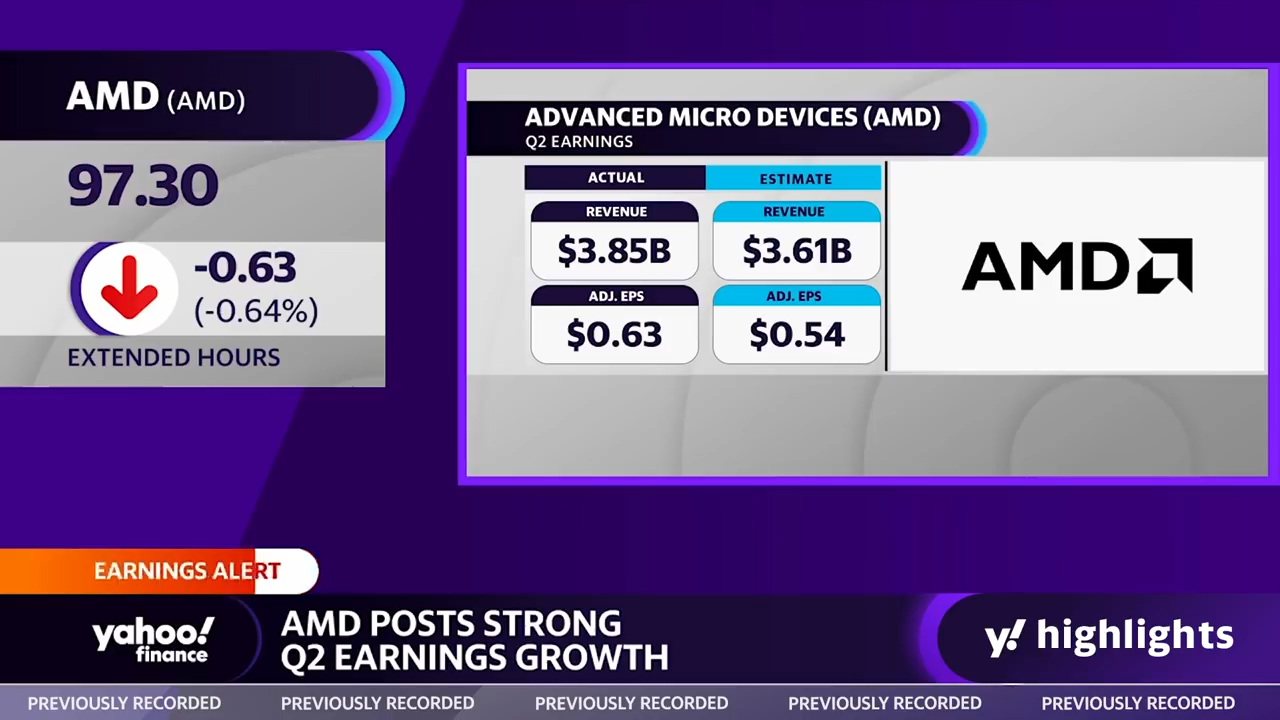 AMD (AMD)
97.30
-0.63
(-0.64%)
EXTENDED HOURS
ADVANCED MICRO DEVICES (AMD)
Q2 EARNINGS
ACTUAL ESTIMATE
REVENUE REVENUE
$3.85B $3.61B
ADJ. EPS ADJ. EPS
$0.63 $0.54
AMD
EARNINGS ALERT
yahoo!
finance
AMD POSTS STRONG
Q2 EARNINGS GROWTH
y! highlights
PREVIOUSLY RECORDED PREVIOUSLY RECORDED PREVIOUSLY RECORDED PREVIOUSLY RECORDED PREVIOUSLY RECORDED